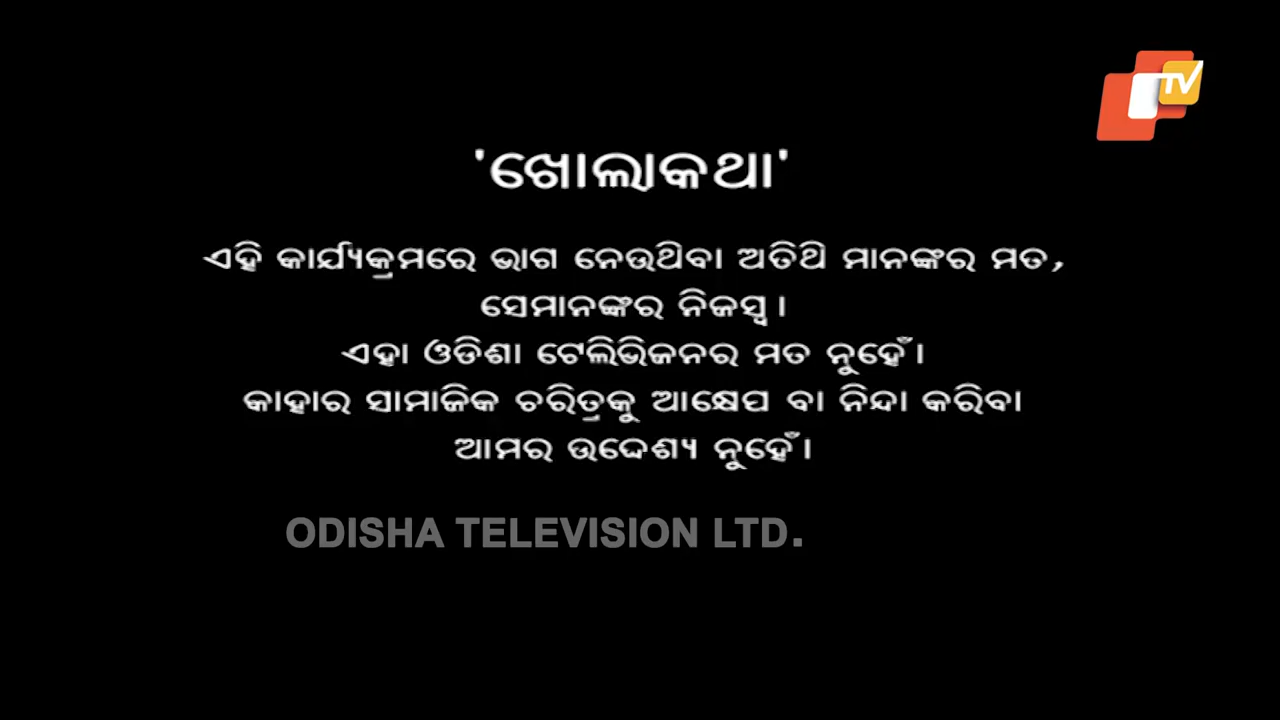 TV
'ଖୋଲାକଥା'
ଏହି କାର୍ଯ୍ୟକ୍ରମରେ ଭାଗ ନେଉଥିବା ଅତିଥି ମାନଙ୍କର ମତ,
ସେମାନଙ୍କର ନିଜସ୍ୱ ।
ଏହା ଓଡିଶା ଟେଲିଭିଜନର ମତ ନୁହେଁ ।
କାହାର ସାମାଜିକ ଚରିତ୍ରକୁ ଆକ୍ଷେପ ବା ନିନ୍ଦା କରିବା
ଆମର ଉଦ୍ଦେଶ୍ୟ ନୁହେଁ ।
ODISHA TELEVISION LTD.